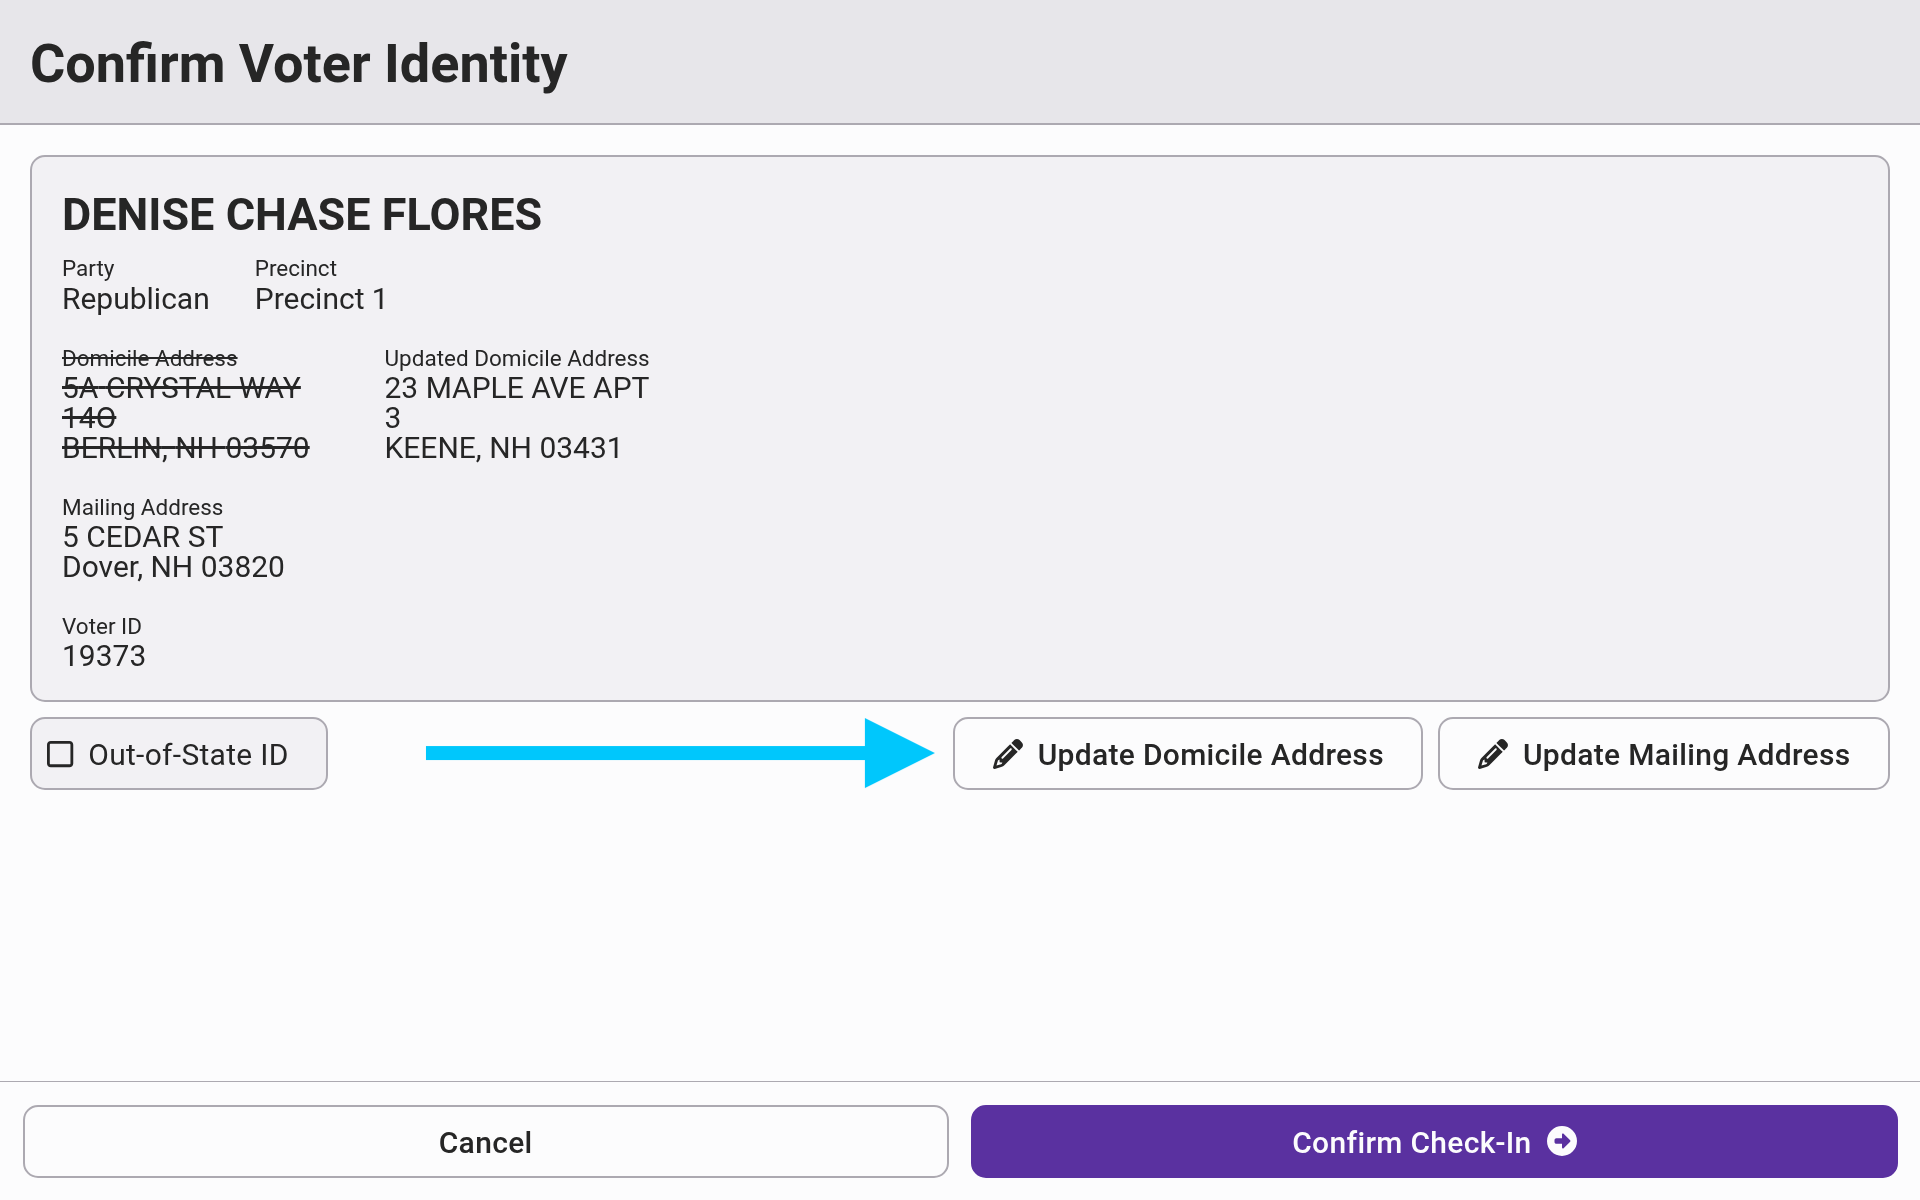 Confirm Voter Identity
DENISE CHASE FLORES
Party
Precinct
Republican
Precinct 1
Domicile Address
5A CRYSTAL WAY
14O
BERLIN, NH 03570
Updated Domicile Address
23 MAPLE AVE APT
3
KEENE, NH 03431
Mailing Address
5 CEDAR ST
Dover, NH 03820
Voter ID
19373
Out-of-State ID
Update Domicile Address
Update Mailing Address
Cancel
Confirm Check-In